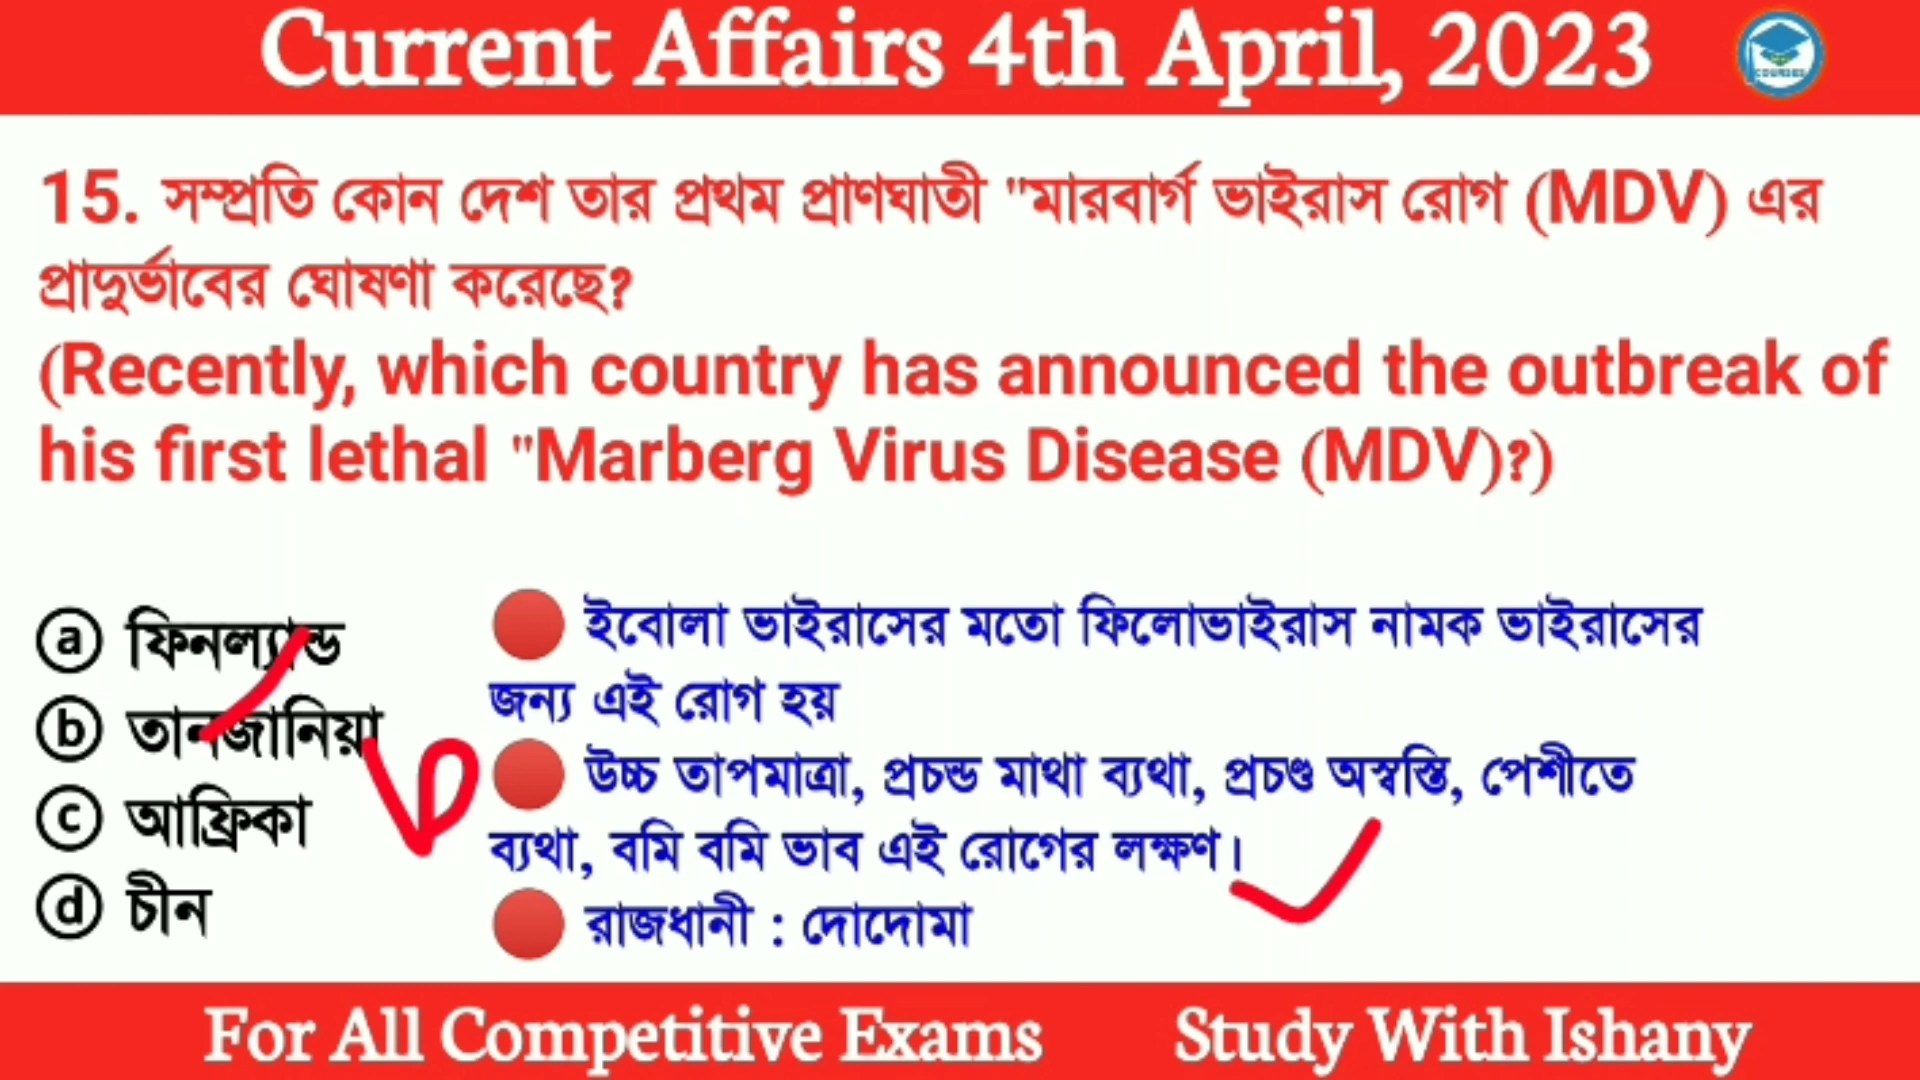 Current Affairs 4th April, 2023
COURSES
15. সম্প্রতি কোন দেশ তার প্রথম প্রাণঘাতী "মারবার্গ ভাইরাস রোগ (MDV) এর
প্রাদুর্ভাবের ঘোষণা করেছে?
(Recently, which country has announced the outbreak of
his first lethal "Marberg Virus Disease (MDV)?)
ⓐ ফিনল্যান্ড
ⓑ তানজানিয়া
ⓒ আফ্রিকা
ⓓ চীন
🔴 ইবোলা ভাইরাসের মতো ফিলোভাইরাস নামক ভাইরাসের
জন্য এই রোগ হয়
🔴 উচ্চ তাপমাত্রা, প্রচন্ড মাথা ব্যথা, প্রচণ্ড অস্বস্তি, পেশীতে
ব্যথা, বমি বমি ভাব এই রোগের লক্ষণ।
🔴 রাজধানী : দোদোমা
For All Competitive Exams
Study With Ishany